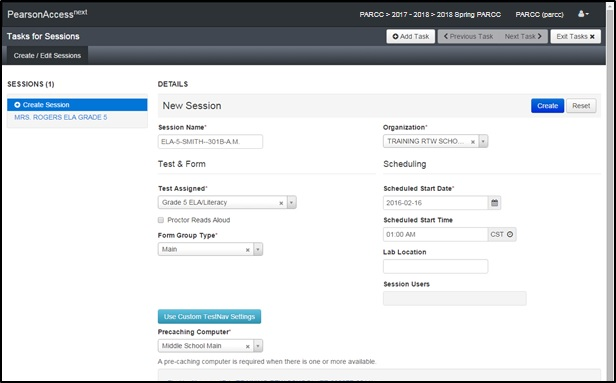 PearsonAccessnext PARCC > 2017 - 2018 > 2018 Spring PARCC PARCC (parcc)
Tasks for Sessions Add Task Previous Task Next Task Exit Tasks
Create / Edit Sessions
SESSIONS (1)
Create Session
MRS. ROGERS ELA GRADE 5
DETAILS
New Session Create Reset
Session Name* Organization*
ELA-5-SMITH--301B-A.M. TRAINING RTW SCHO...
Test & Form Scheduling
Test Assigned* Scheduled Start Date*
Grade 5 ELA/Literacy 2016-02-16
Proctor Reads Aloud Scheduled Start Time
Form Group Type* 01:00 AM CST
Main Lab Location
Session Users
Use Custom TestNav Settings
Precaching Computer*
Middle School Main
A pre-caching computer is required when there is one or more available.